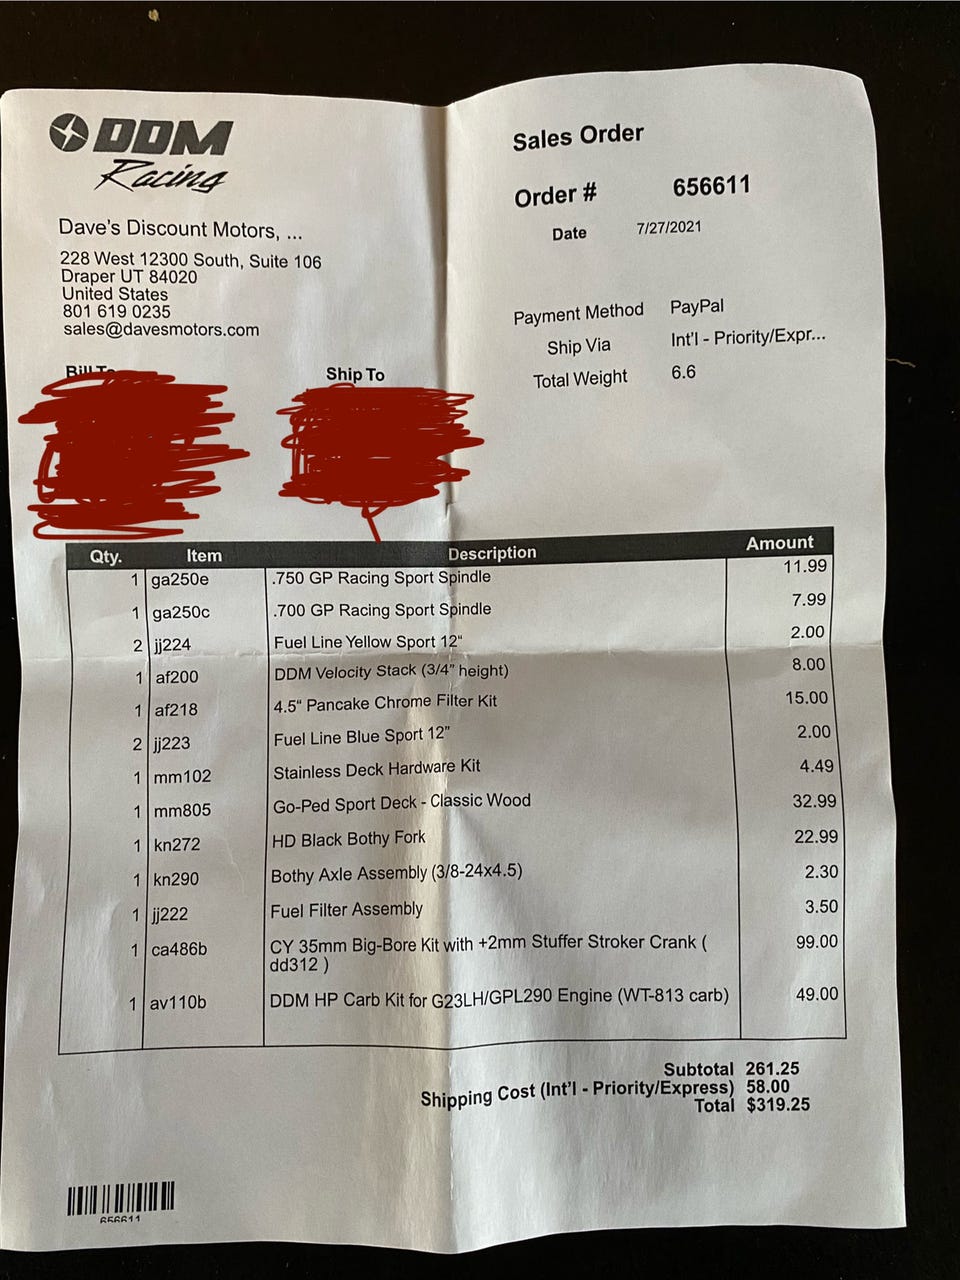 DDM
Racing
Sales Order
Order # 656611
Date 7/27/2021
Dave's Discount Motors, ...
228 West 12300 South, Suite 106
Draper UT 84020
United States
801 619 0235
sales@davesmotors.com
Payment Method PayPal
Ship Via Int'l - Priority/Expr...
Total Weight 6.6
Bill To
Ship To
Qty. Item Description Amount
1 ga250e .750 GP Racing Sport Spindle 11.99
1 ga250c .700 GP Racing Sport Spindle 7.99
2 jj224 Fuel Line Yellow Sport 12" 2.00
1 af200 DDM Velocity Stack (3/4" height) 8.00
1 af218 4.5" Pancake Chrome Filter Kit 15.00
2 jj223 Fuel Line Blue Sport 12" 2.00
1 mm102 Stainless Deck Hardware Kit 4.49
1 mm805 Go-Ped Sport Deck - Classic Wood 32.99
1 kn272 HD Black Bothy Fork 22.99
1 kn290 Bothy Axle Assembly (3/8-24x4.5) 2.30
1 jj222 Fuel Filter Assembly 3.50
1 ca486b CY 35mm Big-Bore Kit with +2mm Stuffer Stroker Crank ( 99.00
dd312 )
1 av110b DDM HP Carb Kit for G23LH/GPL290 Engine (WT-813 carb) 49.00
Subtotal 261.25
Shipping Cost (Int'l - Priority/Express) 58.00
Total $319.25
656611